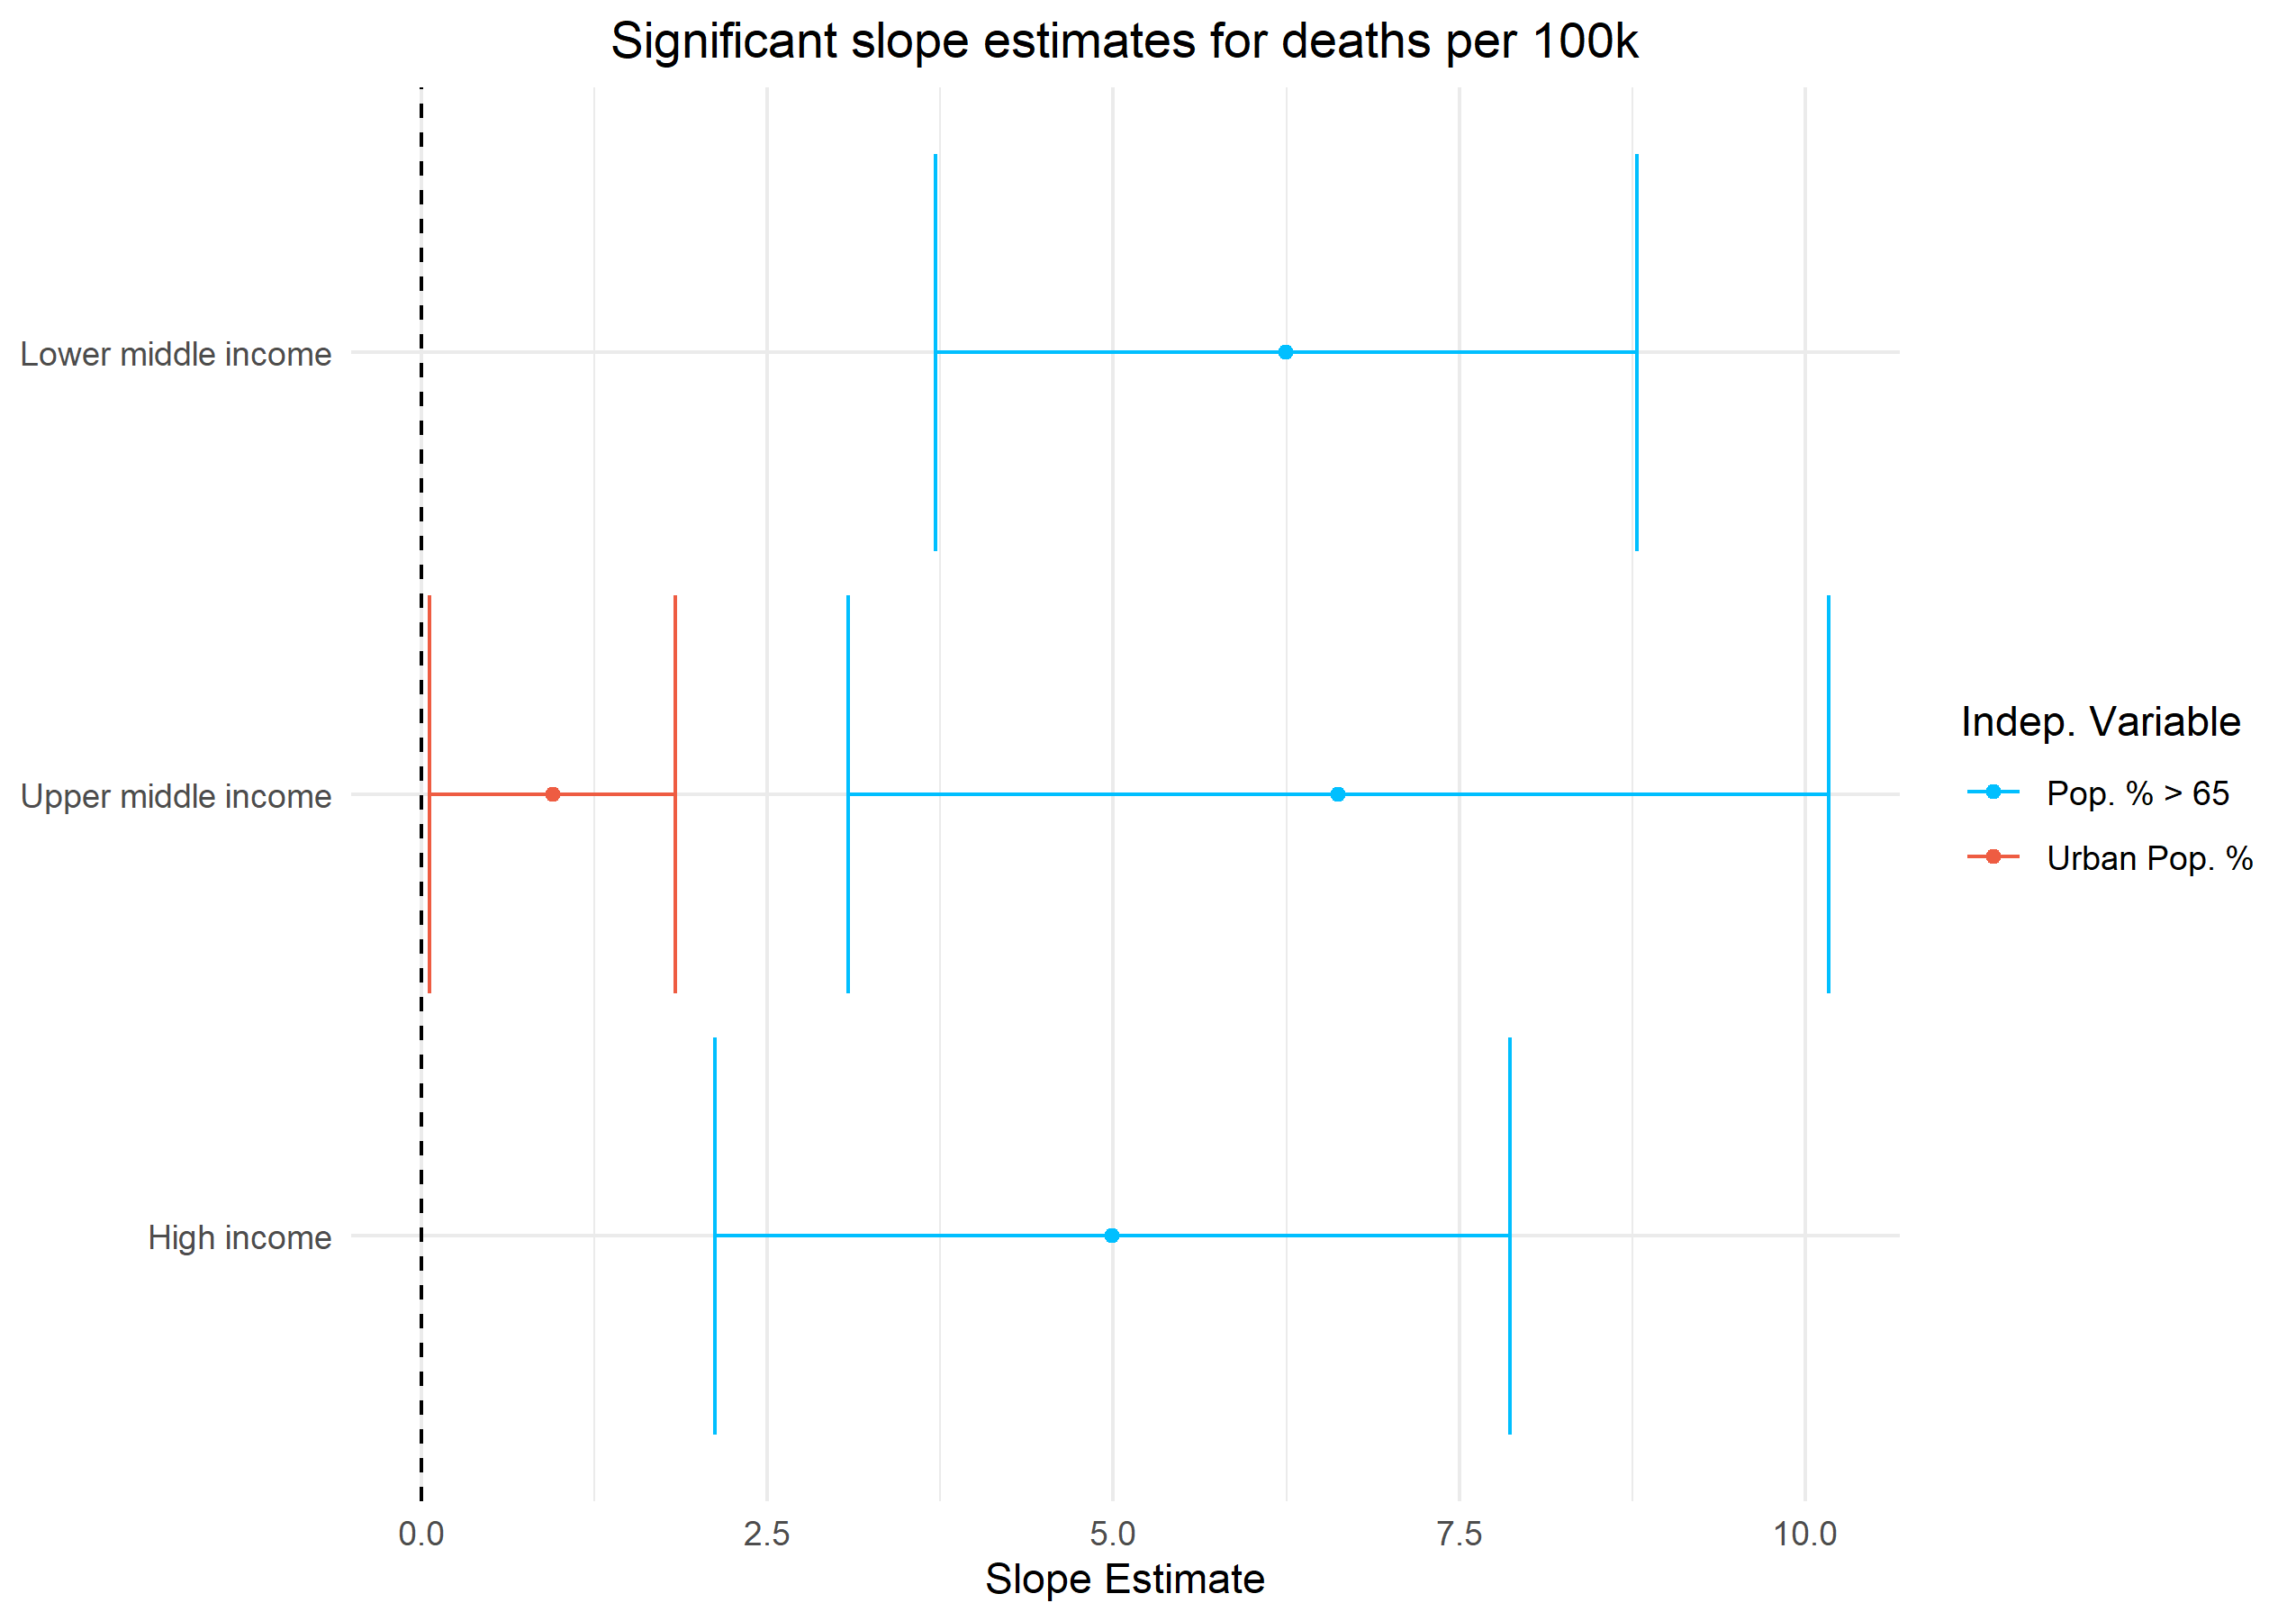 Significant slope estimates for deaths per 100k
Lower middle income
Upper middle income
High income
0.0
2.5
5.0
7.5
10.0
Slope Estimate
Indep. Variable
Pop. % > 65
Urban Pop. %